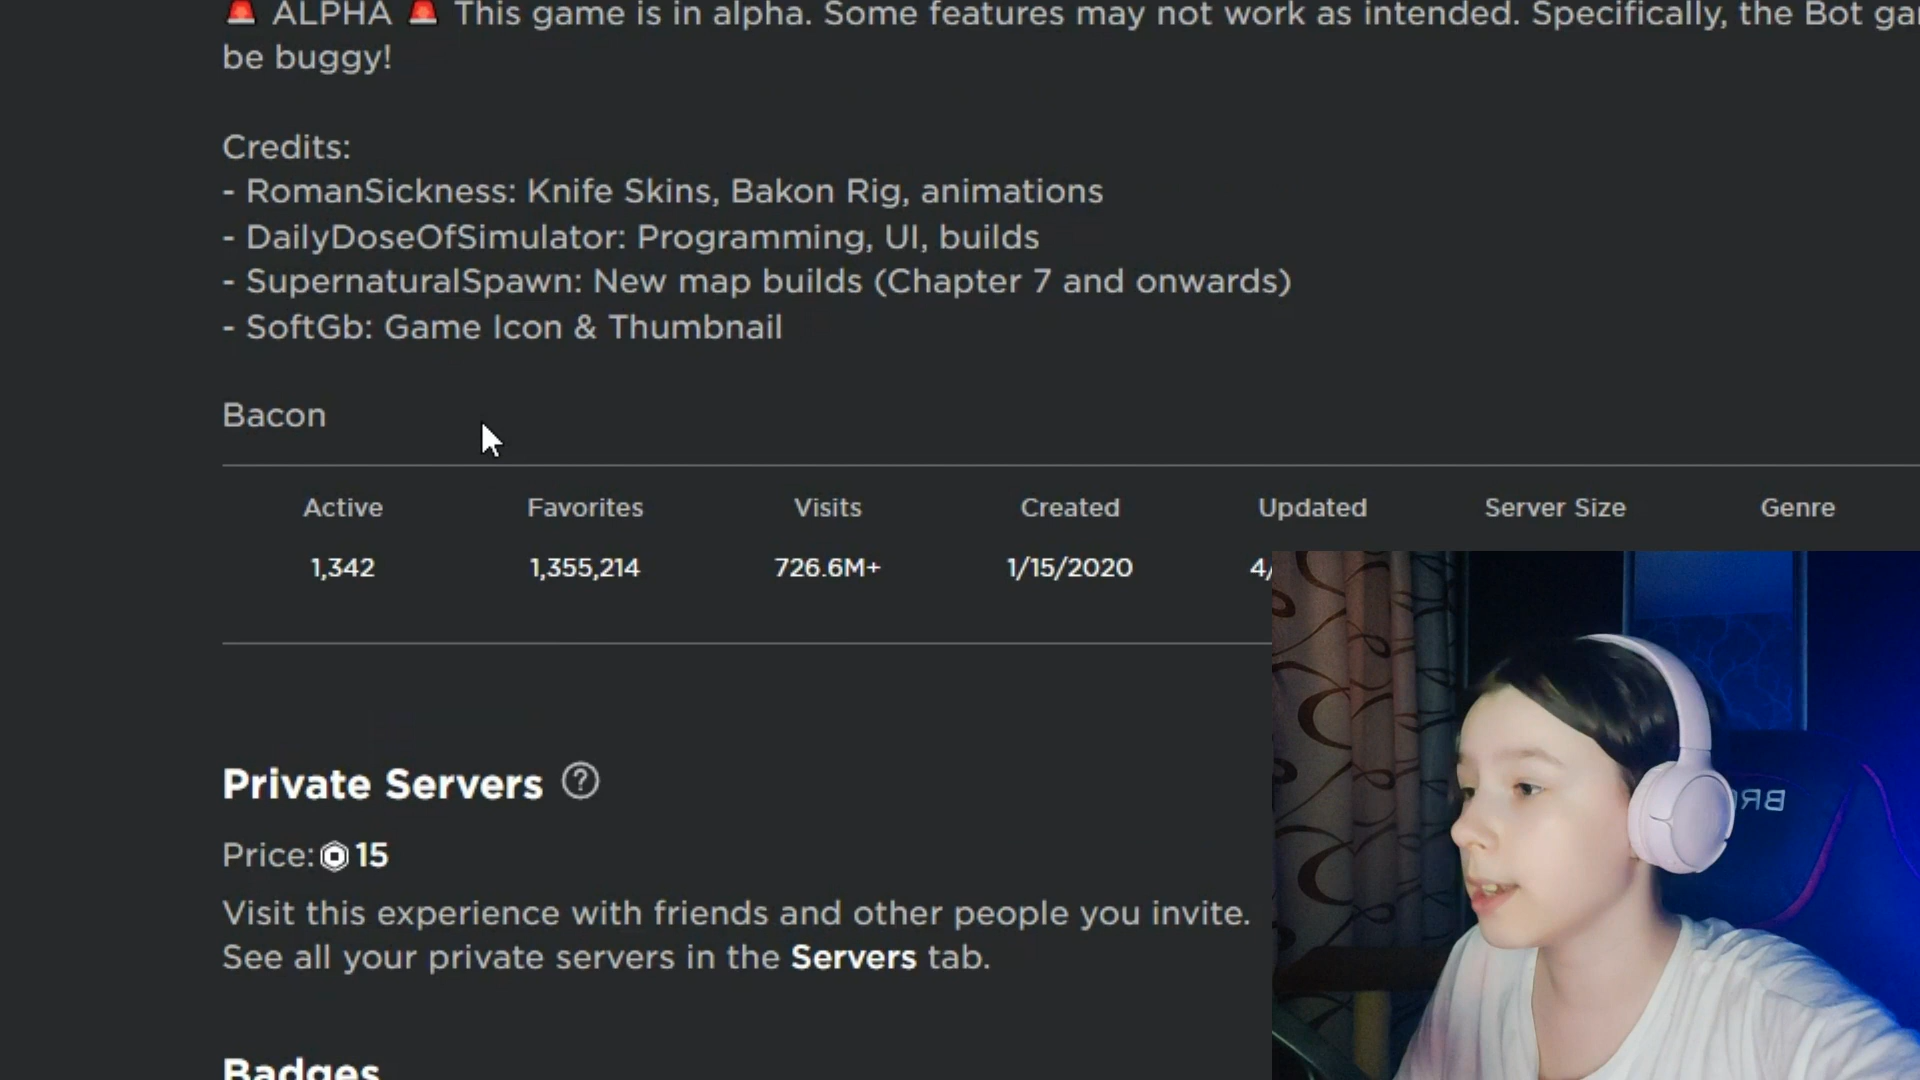 🚨 ALPHA 🚨 This game is in alpha. Some features may not work as intended. Specifically, the Bot
be buggy!
Credits:
- RomanSickness: Knife Skins, Bakon Rig, animations
- DailyDoseOfSimulator: Programming, UI, builds
- SupernaturalSpawn: New map builds (Chapter 7 and onwards)
- SoftGb: Game Icon & Thumbnail
Bacon
Active Favorites Visits Created Updated Server Size Genre
1,342 1,355,214 726.6M+ 1/15/2020 4/
Private Servers
Price: 15
Visit this experience with friends and other people you invite.
See all your private servers in the Servers tab.
Badges